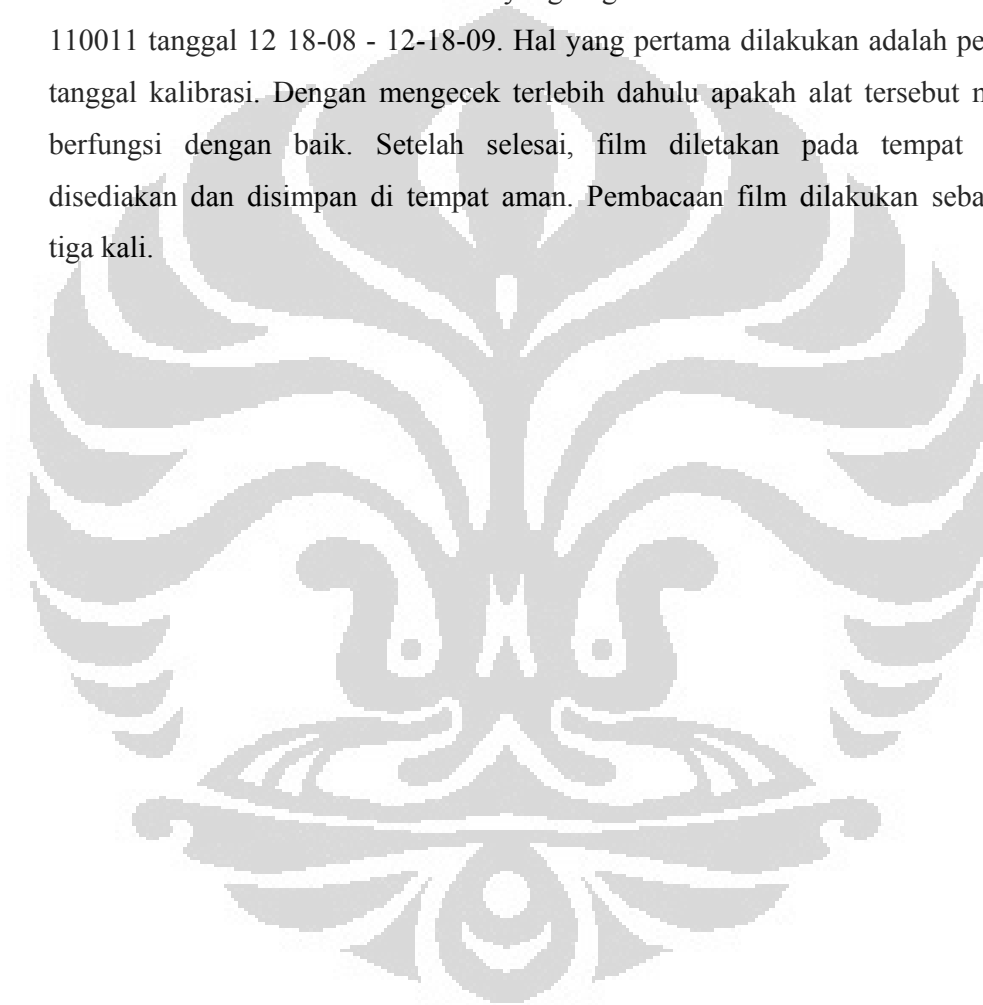 110011 tanggal 12 18-08 - 12-18-09. Hal yang pertama dilakukan adalah pe
tanggal kalibrasi. Dengan mengecek terlebih dahulu apakah alat tersebut
berfungsi dengan baik. Setelah selesai, film diletakan pada tempat
disediakan dan disimpan di tempat aman. Pembacaan film dilakukan seba
tiga kali.